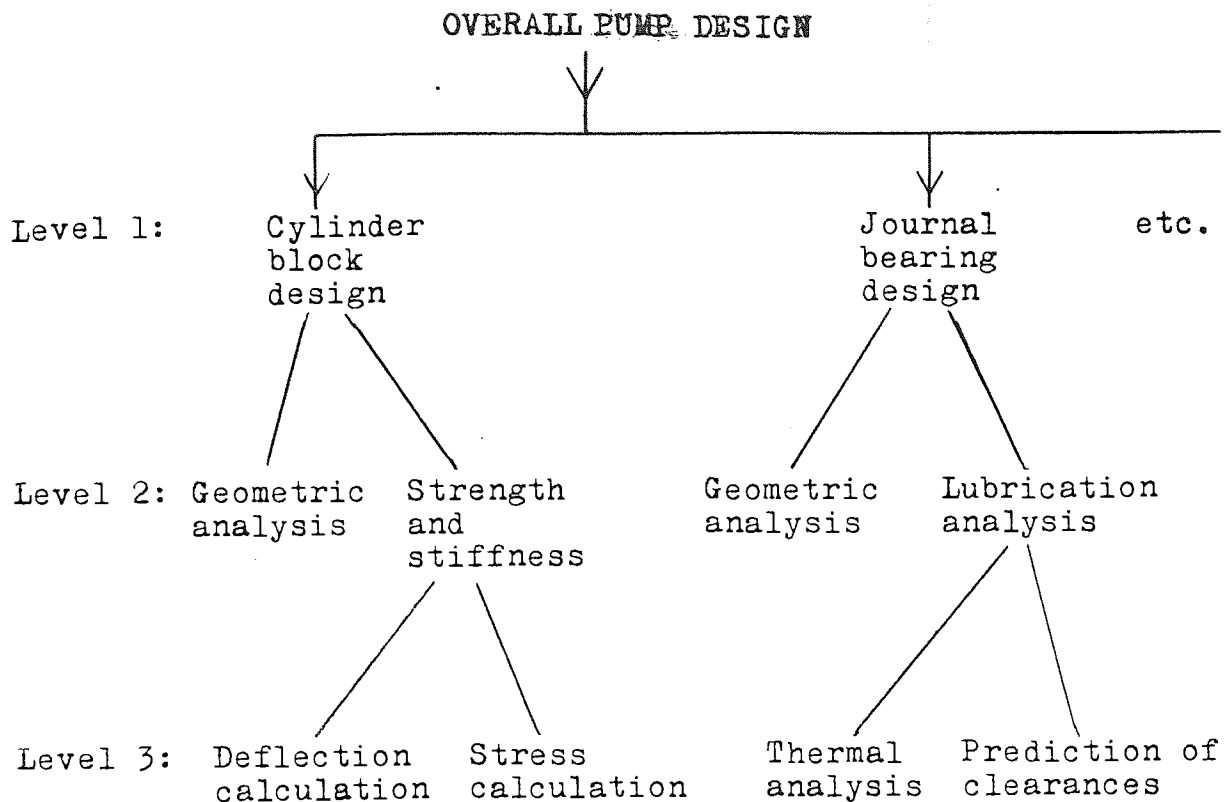 OVERALL PUMP DESIGN
Level 1: Cylinder block design
Journal bearing design
etc.
Level 2: Geometric analysis
Strength and stiffness
Geometric analysis
Lubrication analysis
Level 3: Deflection calculation
Stress calculation
Thermal analysis
Prediction of clearances